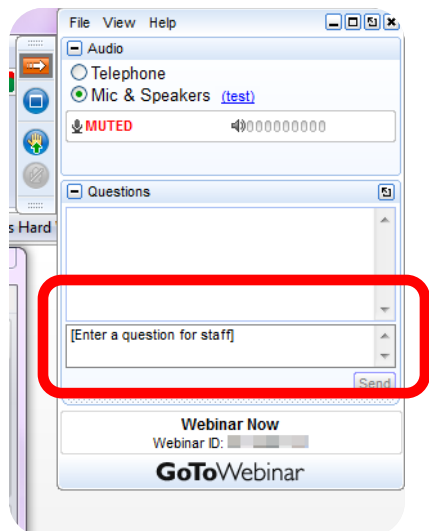 File View Help
Audio
Telephone
Mic & Speakers (test)
MUTED 000000000
Questions
s Hard
[Enter a question for staff]
Send
Webinar Now
Webinar ID:
GoToWebinar